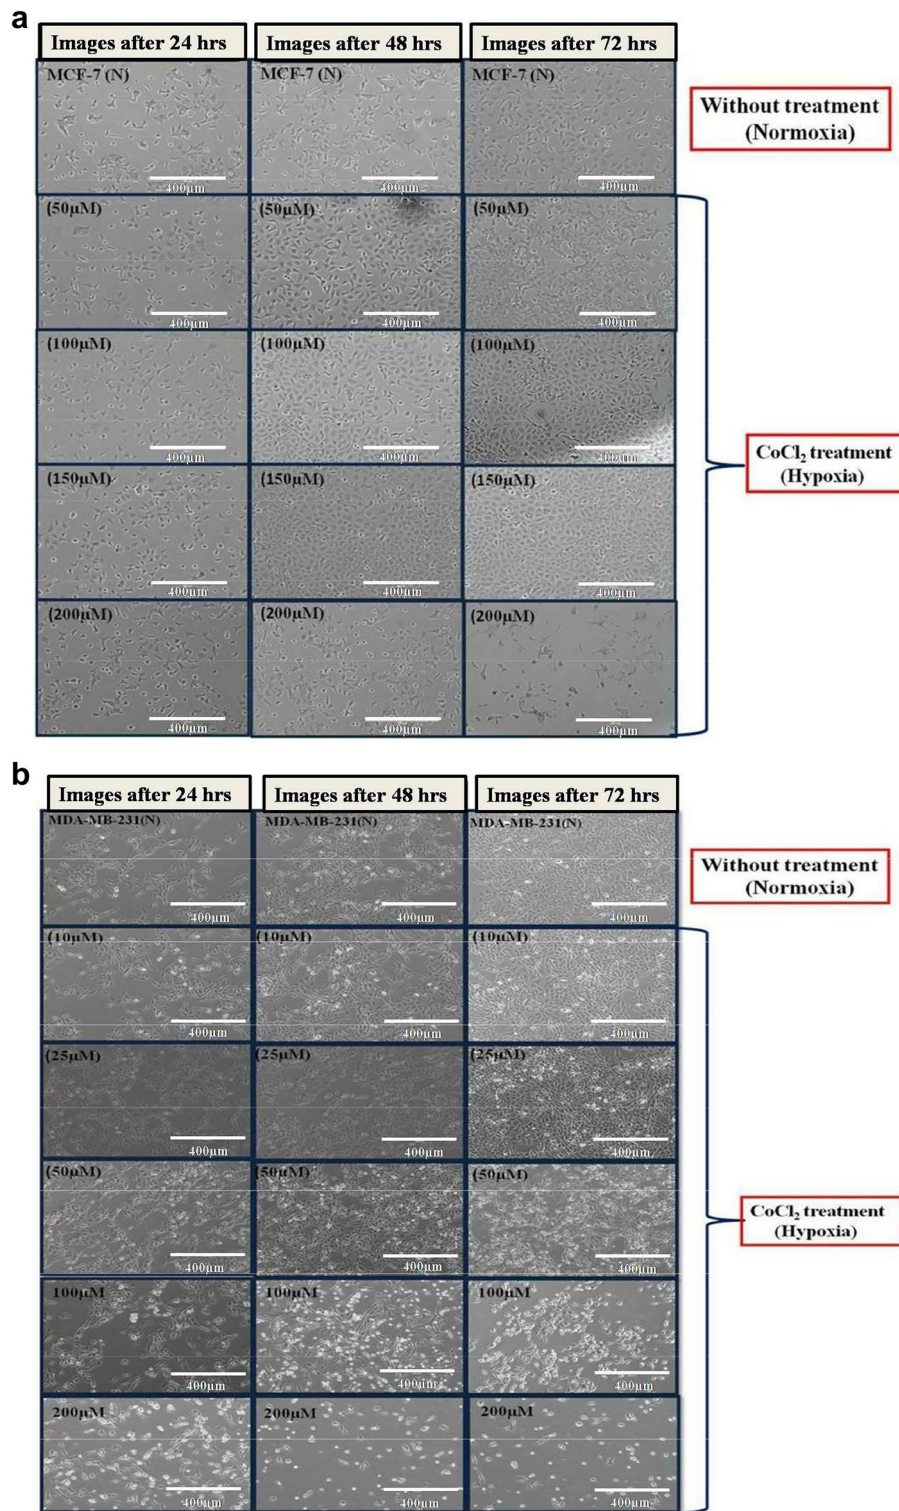 a
Images after 24 hrs
Images after 48 hrs
Images after 72 hrs
MCF-7 (N)
MCF-7 (N)
MCF-7 (N)
400µm
400µm
400µm
Without treatment
(Normoxia)
(50µM)
(50µM)
(50µM)
400µm
400µm
400µm
(100µM)
(100µM)
(100µM)
400µm
400µm
400µm
CoCl₂ treatment
(Hypoxia)
(150µM)
(150µM)
(150µM)
400µm
400µm
400µm
(200µM)
(200µM)
(200µM)
400µm
400µm
400µm
b
Images after 24 hrs
Images after 48 hrs
Images after 72 hrs
MDA-MB-231(N)
MDA-MB-231(N)
MDA-MB-231(N)
400µm
400µm
400µm
Without treatment
(Normoxia)
(10µM)
(10µM)
(10µM)
400µm
400µm
400µm
(25µM)
(25µM)
(25µM)
400µm
400µm
400µm
(50µM)
(50µM)
(50µM)
400µm
400µm
400µm
CoCl₂ treatment
(Hypoxia)
100µM
100µM
100µM
400µm
400µm
400µm
200µM
200µM
200µM
400µm
400µm
400µm